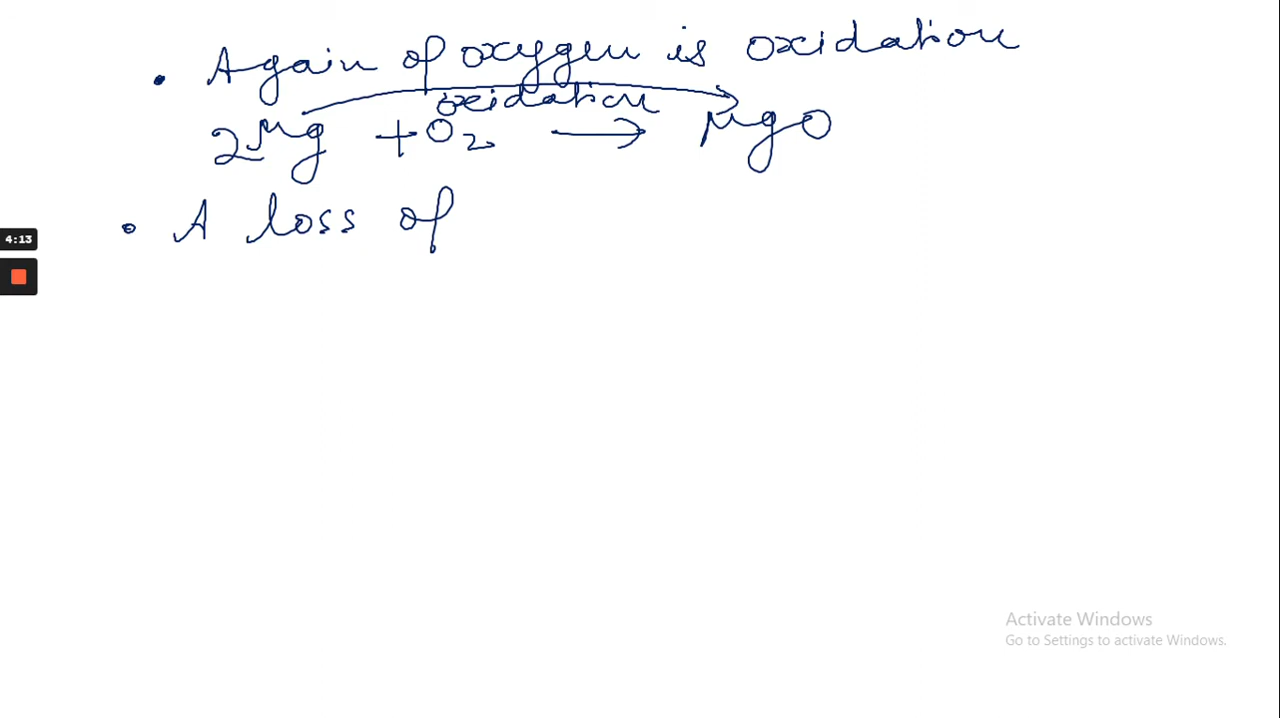 • Again of oxygen is oxidation
oxidation
2Mg + O₂ → MgO
• A loss of
4:13
Activate Windows
Go to Settings to activate Windows.